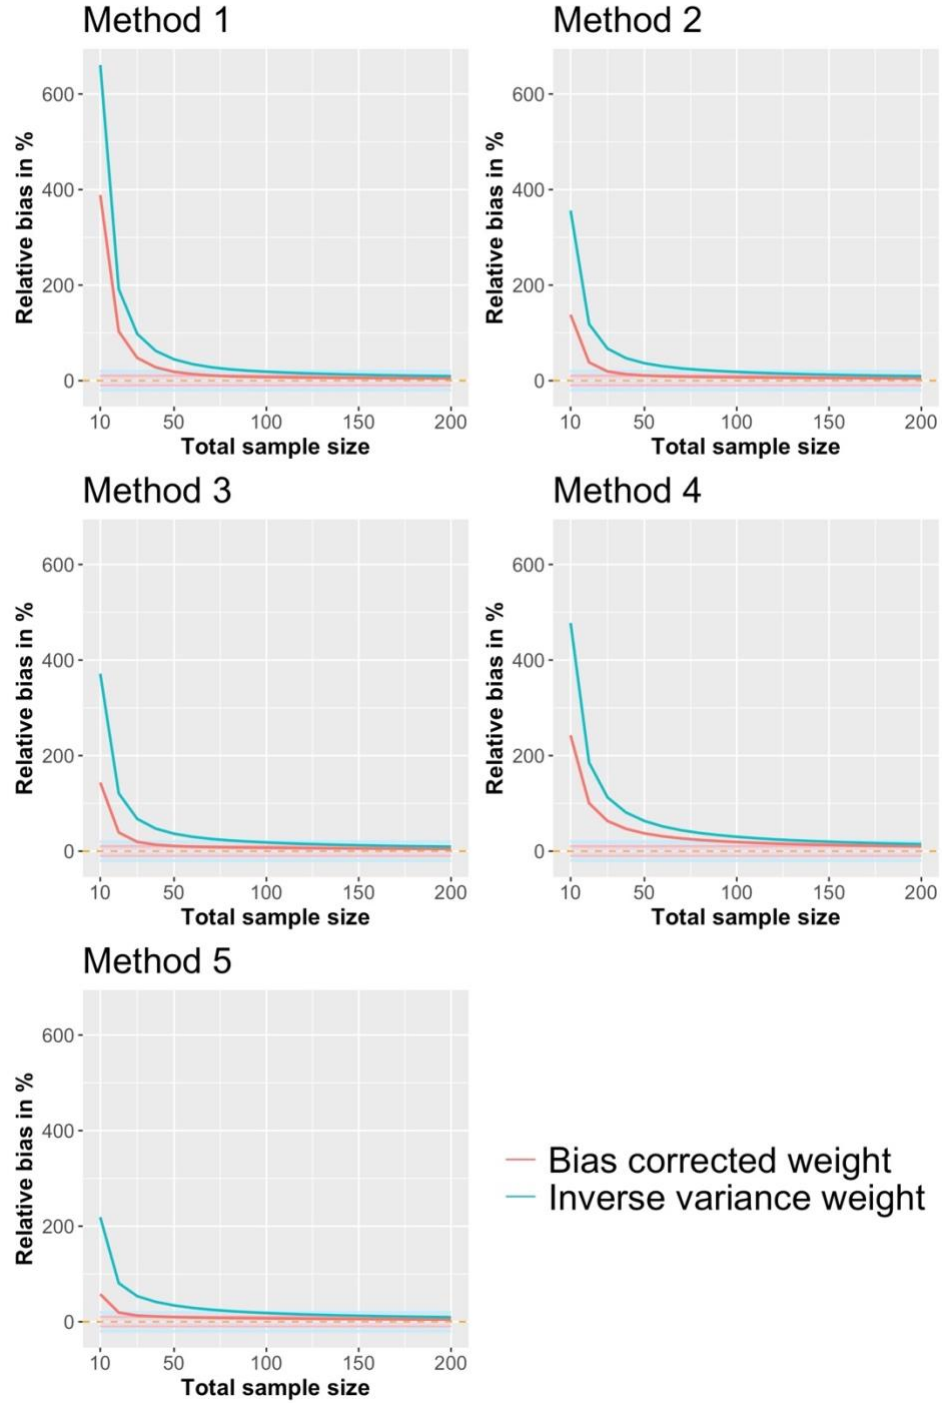 Method 1
Method 2
600
400
200
0
Relative bias in %
10 50 100 150 200
Total sample size
600
400
200
0
Relative bias in %
10 50 100 150 200
Total sample size
Method 3
Method 4
600
400
200
0
Relative bias in %
10 50 100 150 200
Total sample size
600
400
200
0
Relative bias in %
10 50 100 150 200
Total sample size
Method 5
600
400
200
0
Relative bias in %
10 50 100 150 200
Total sample size
Bias corrected weight
Inverse variance weight